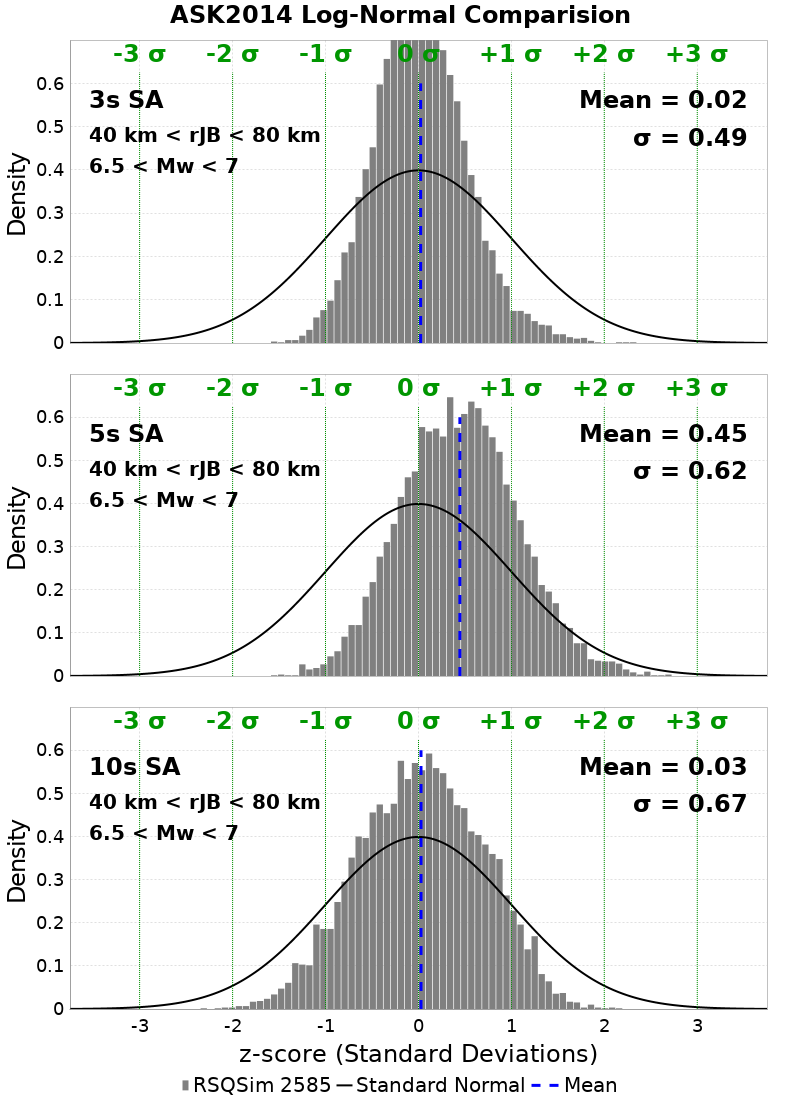 ASK2014 Log-Normal Comparision
-3 σ -2 σ -1 σ 0 σ +1 σ +2 σ +3 σ
0.6
3s SA Mean = 0.02
0.5
40 km < rJB < 80 km σ = 0.49
0.4
6.5 < Mw < 7
0.3
0.2
0.1
0
Density
-3 σ -2 σ -1 σ 0 σ +1 σ +2 σ +3 σ
0.6
5s SA Mean = 0.45
0.5
40 km < rJB < 80 km σ = 0.62
0.4
6.5 < Mw < 7
0.3
0.2
0.1
0
Density
-3 σ -2 σ -1 σ 0 σ +1 σ +2 σ +3 σ
0.6
10s SA Mean = 0.03
0.5
40 km < rJB < 80 km σ = 0.67
0.4
6.5 < Mw < 7
0.3
0.2
0.1
0
Density
-3 -2 -1 0 1 2 3
z-score (Standard Deviations)
RSQSim 2585 Standard Normal Mean